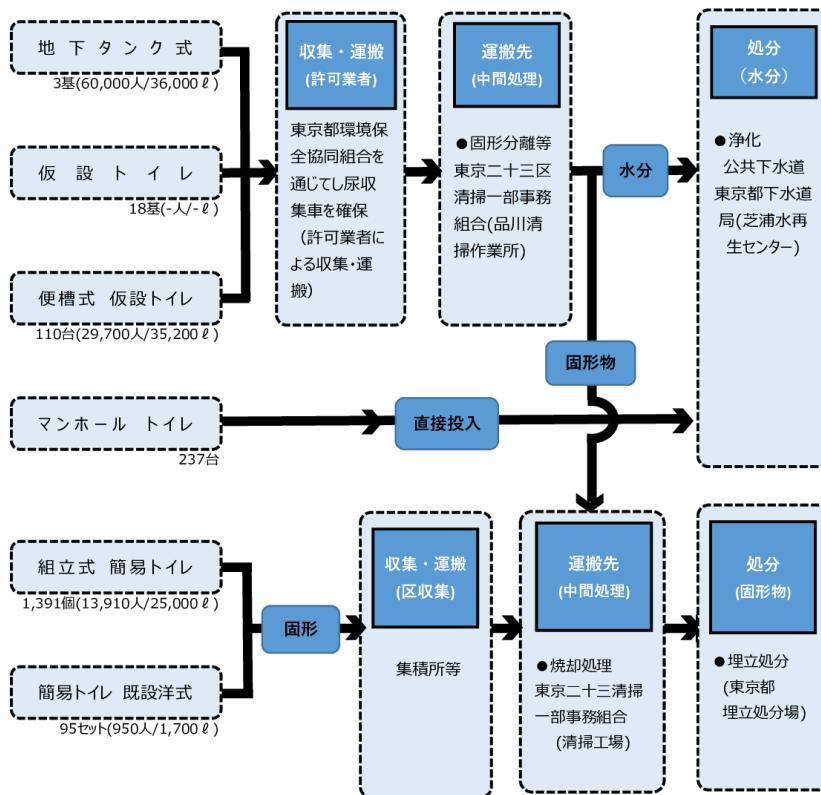 地下タンク式
3基(60,000人/36,000ℓ)
仮設トイレ
18基(-人/-ℓ)
便槽式 仮設トイレ
110台(29,700人/35,200ℓ)
マンホール トイレ
237台
組立式 簡易トイレ
1,391個(13,910人/25,000ℓ)
簡易トイレ 既設洋式
95セット(950人/1,700ℓ)
収集・運搬
(許可業者)
東京都環境保
全協同組合を
通じてし尿収
集車を確保
(許可業者によ
る収集・運
搬)
運搬先
(中間処理)
●固形分離等
東京二十三区
清掃一部事務
組合(品川清
掃作業所)
水分
処分
(水分)
●浄化
公共下水道
東京都下水道
局(芝浦水再
生センター)
固形物
直接投入
固形
収集・運搬
(区収集)
集積所等
運搬先
(中間処理)
●焼却処理
東京二十三清掃
一部事務組合
(清掃工場)
処分
(固形物)
●埋立処分
(東京都
埋立処分場)